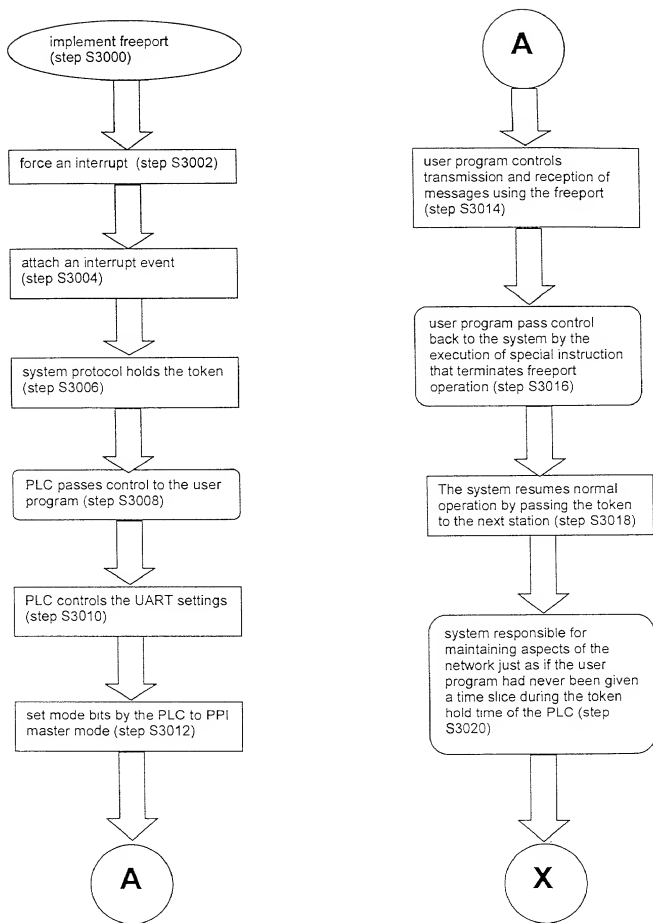 implement freeport
(step S3000)
force an interrupt (step S3002)
attach an interrupt event
(step S3004)
system protocol holds the token
(step S3006)
PLC passes control to the user
program (step S3008)
PLC controls the UART settings
(step S3010)
set mode bits by the PLC to PPI
master mode (step S3012)
A
A
user program controls
transmission and reception of
messages using the freeport
(step S3014)
user program pass control
back to the system by the
execution of special instruction
that terminates freeport
operation (step S3016)
The system resumes normal
operation by passing the token
to the next station (step S3018)
system responsible for
maintaining aspects of the
network just as if the user
program had never been given
a time slice during the token
hold time of the PLC (step
S3020)
X